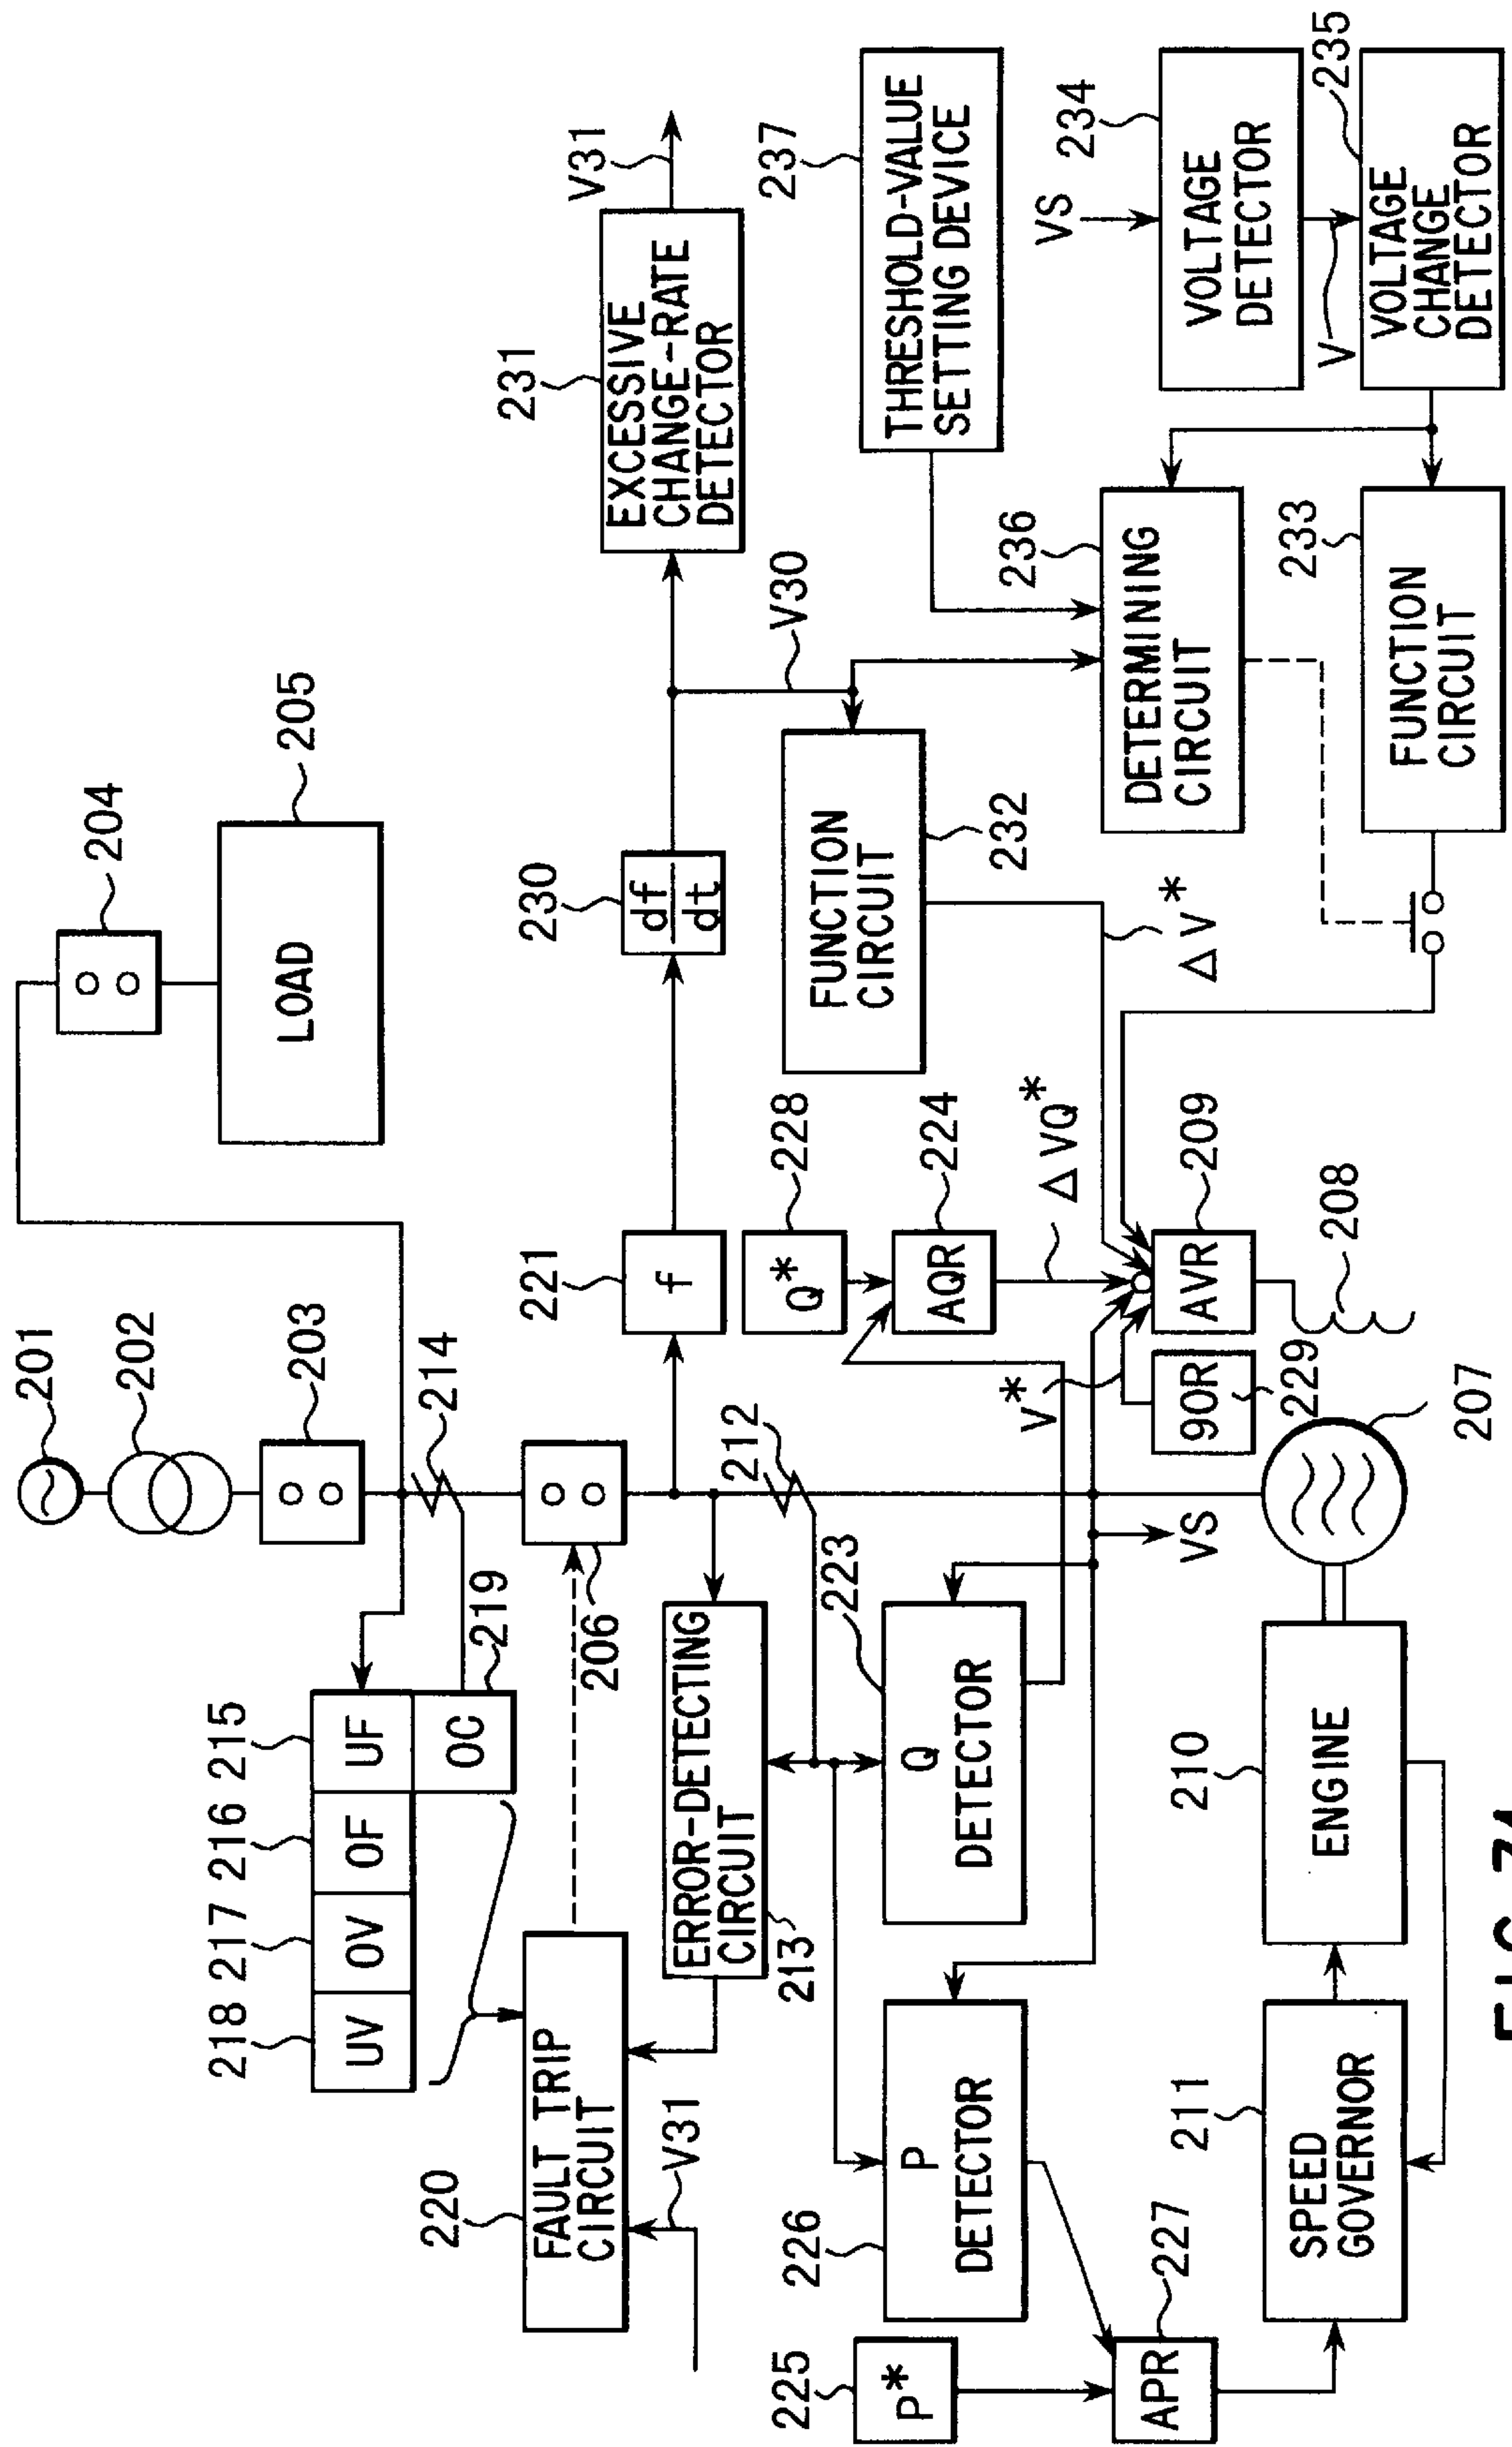 201
202
203
204
205
LOAD
214
218
217
216
215
UV
OV
OF
UF
OC
219
220
FAULT TRIP
CIRCUIT
V31
206
221
f
230
df
dt
231
EXCESSIVE
CHANGE-RATE
DETECTOR
V31
V30
ERROR-DETECTING
CIRCUIT
213
212
228
Q*
FUNCTION
CIRCUIT
232
237
THRESHOLD-VALUE
SETTING DEVICE
225
P*
226
P
DETECTOR
223
Q
DETECTOR
224
AQR
V*
ΔVQ*
ΔV*
236
DETERMINING
CIRCUIT
VS
234
VOLTAGE
DETECTOR
V
227
APR
211
SPEED
GOVERNOR
210
ENGINE
VS
207
90R
229
209
AVR
208
233
FUNCTION
CIRCUIT
235
VOLTAGE
CHANGE
DETECTOR